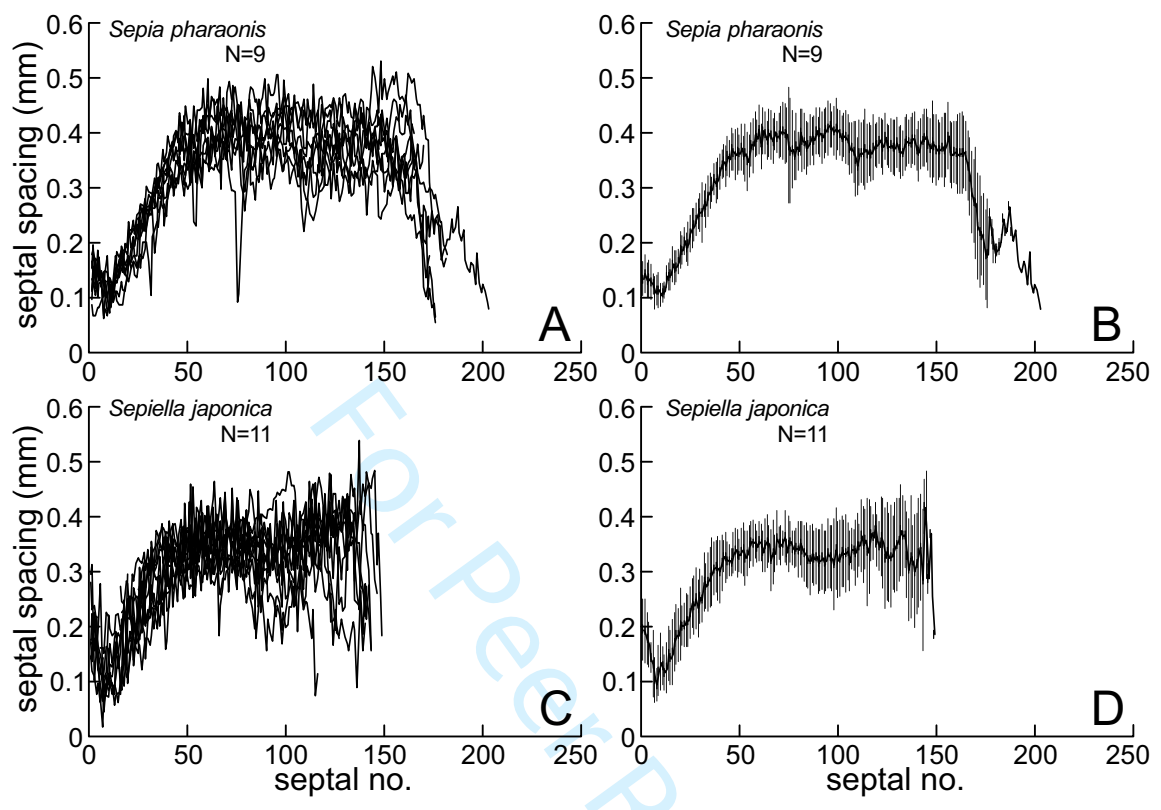 Sepia pharaonis
N=9
septal spacing (mm)
0.6
0.5
0.4
0.3
0.2
0.1
0
0 50 100 150 200 250
A
Sepia pharaonis
N=9
0.6
0.5
0.4
0.3
0.2
0.1
0
0 50 100 150 200 250
B
Sepiella japonica
N=11
septal spacing (mm)
0.6
0.5
0.4
0.3
0.2
0.1
0
0 50 100 150 200 250
septal no.
C
Sepiella japonica
N=11
0.6
0.5
0.4
0.3
0.2
0.1
0
0 50 100 150 200 250
septal no.
D
For Peer R